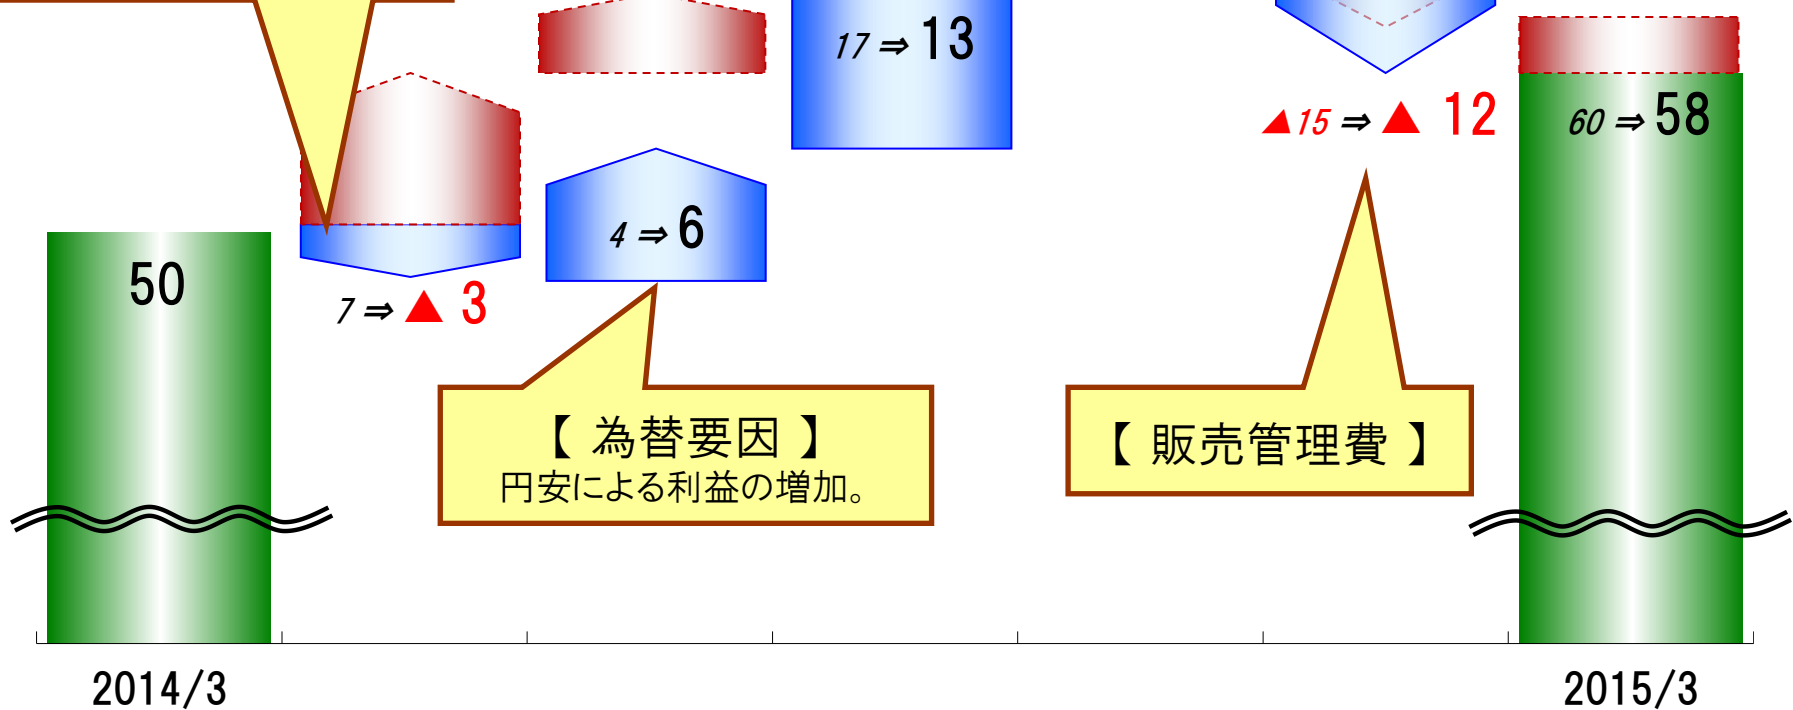 17 ⇒ 13
▲15 ⇒ ▲ 12
60 ⇒ 58
4 ⇒ 6
50
7 ⇒ ▲ 3
【 為替要因 】
円安による利益の増加。
【 販売管理費 】
2014/3
2015/3